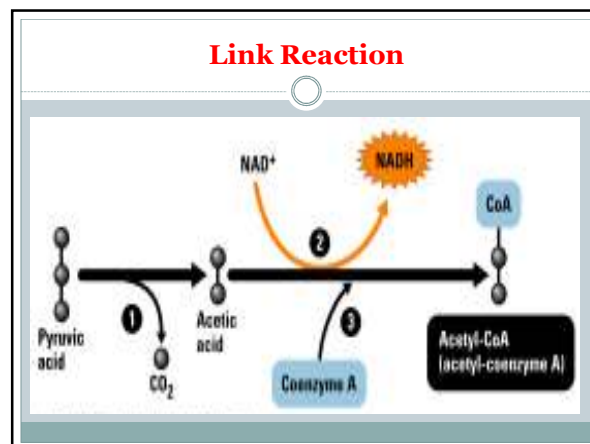 Link Reaction
NAD⁺
NADH
CoA
2
1
3
Pyruvic
acid
CO₂
Acetic
acid
Coenzyme A
Acetyl-CoA
(acetyl-coenzyme A)